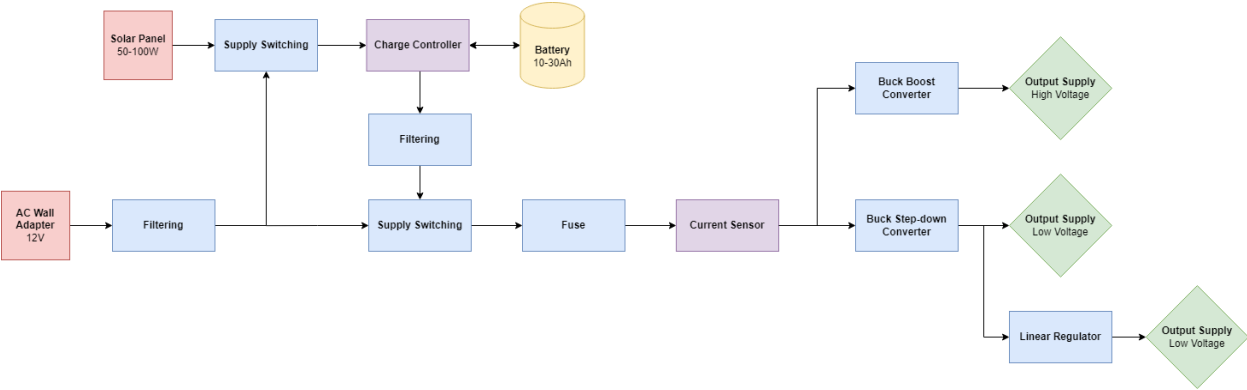 Solar Panel
50-100W
Supply Switching
Charge Controller
Battery
10-30Ah
Buck Boost
Converter
Output Supply
High Voltage
Filtering
AC Wall
Adapter
12V
Filtering
Supply Switching
Fuse
Current Sensor
Buck Step-down
Converter
Output Supply
Low Voltage
Linear Regulator
Output Supply
Low Voltage